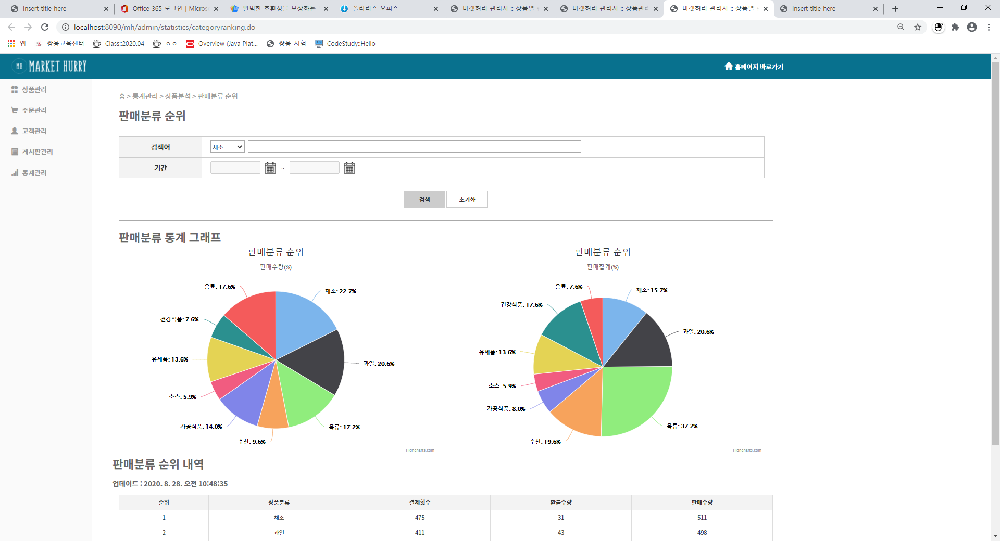 Insert title here
Office 365 로그인 | Micros
완벽한 호환성을 보장하는
폴라리스 오피스
마켓허리 관리자 :: 상품별
마켓허리 관리자 :: 상품관리
마켓허리 관리자 :: 상품별
Insert title here
localhost:8090/mh/admin/statistics/categoryranking.do
앱
쌍용교육센터
Class::2020.04
ㅇㅇ
Overview (Java Plat...
쌍용-시험
CodeStudy::Hello
MH MARKET HURRY
홈페이지 바로가기
상품관리
주문관리
고객관리
게시판관리
통계관리
홈 > 통계관리 > 상품분석 > 판매분류 순위
판매분류 순위
검색어
채소
기간
~
검색
초기화
판매분류 통계 그래프
판매분류 순위
판매수량(%)
음료: 17.6%
채소: 22.7%
건강식품: 7.6%
유제품: 13.6%
과일: 20.6%
소스: 5.9%
가공식품: 14.0%
육류: 17.2%
수산: 9.6%
Highcharts.com
판매분류 순위
판매합계(%)
음료: 7.6%
채소: 15.7%
건강식품: 17.6%
과일: 20.6%
유제품: 13.6%
소스: 5.9%
가공식품: 8.0%
육류: 37.2%
수산: 19.6%
Highcharts.com
판매분류 순위 내역
업데이트 : 2020. 8. 28. 오전 10:48:35
순위 상품분류 결제횟수 환불수량 판매수량
1 채소 475 31 511
2 과일 411 43 498